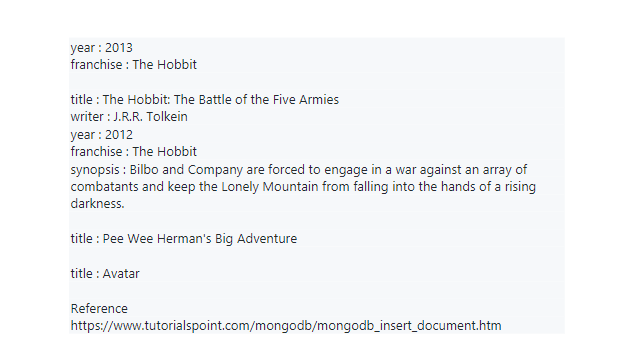 year : 2013
franchise : The Hobbit
title : The Hobbit: The Battle of the Five Armies
writer : J.R.R. Tolkein
year : 2012
franchise : The Hobbit
synopsis : Bilbo and Company are forced to engage in a war against an array of
combatants and keep the Lonely Mountain from falling into the hands of a rising
darkness.
title : Pee Wee Herman's Big Adventure
title : Avatar
Reference
https://www.tutorialspoint.com/mongodb/mongodb_insert_document.htm